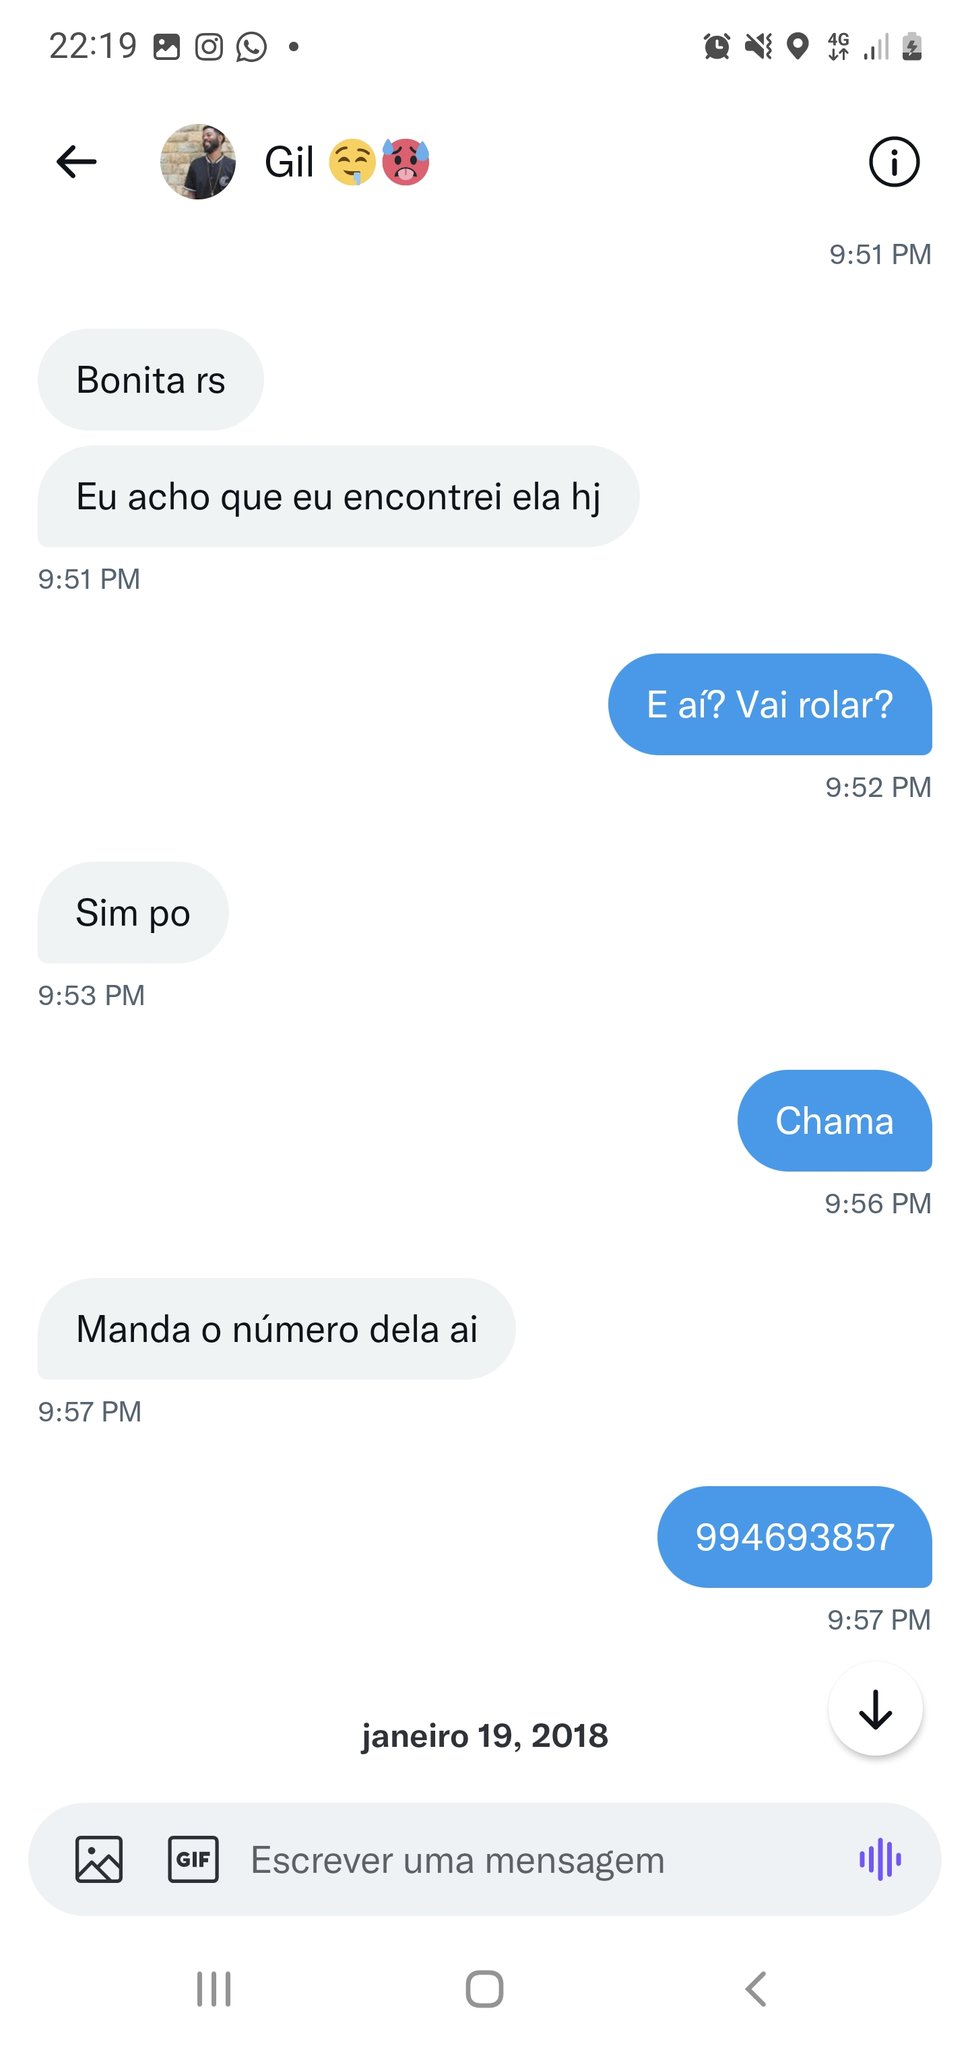 22:19
4G
Gil 🤤🥵
9:51 PM
Bonita rs
Eu acho que eu encontrei ela hj
9:51 PM
E aí? Vai rolar?
9:52 PM
Sim po
9:53 PM
Chama
9:56 PM
Manda o número dela ai
9:57 PM
994693857
9:57 PM
janeiro 19, 2018
GIF Escrever uma mensagem